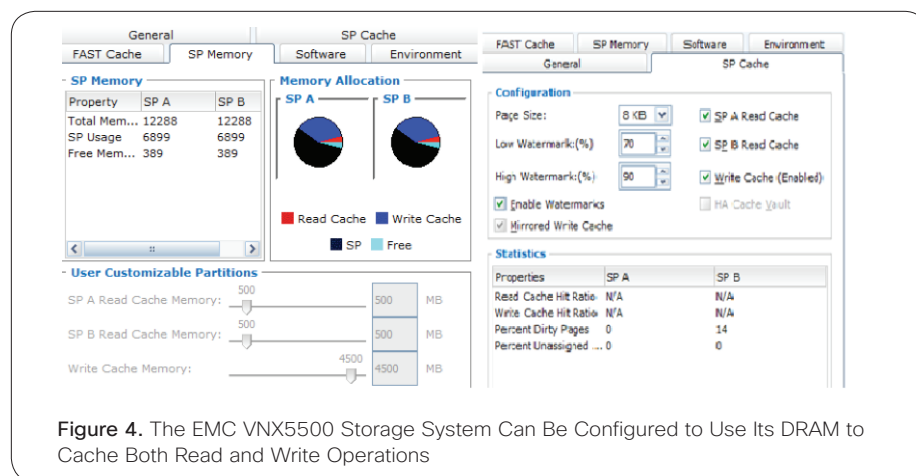 General SP Cache
FAST Cache SP Memory Software Environment
SP Memory
Property SP A SP B
Total Mem... 12288 12288
SP Usage 6899 6899
Free Mem... 389 389
Memory Allocation
SP A SP B
Read Cache Write Cache
SP Free
User Customizable Partitions
500
SP A Read Cache Memory: 500 MB
500
SP B Read Cache Memory: 500 MB
4500
Write Cache Memory: 4500 MB
FAST Cache SP Memory Software Environment
General SP Cache
Configuration
Page Size: 8 KB SP A Read Cache
Low Watermark:(%) 70 SP B Read Cache
High Watermark:(%) 90 Write Cache (Enabled)
Enable Watermarks HA Cache Vault
Mirrored Write Cache
Statistics
Properties SP A SP B
Read Cache Hit Ratio N/A N/A
Write Cache Hit Ratio N/A N/A
Percent Dirty Pages 0 14
Percent Unassigned ... 0 0
Figure 4. The EMC VNX5500 Storage System Can Be Configured to Use Its DRAM to
Cache Both Read and Write Operations